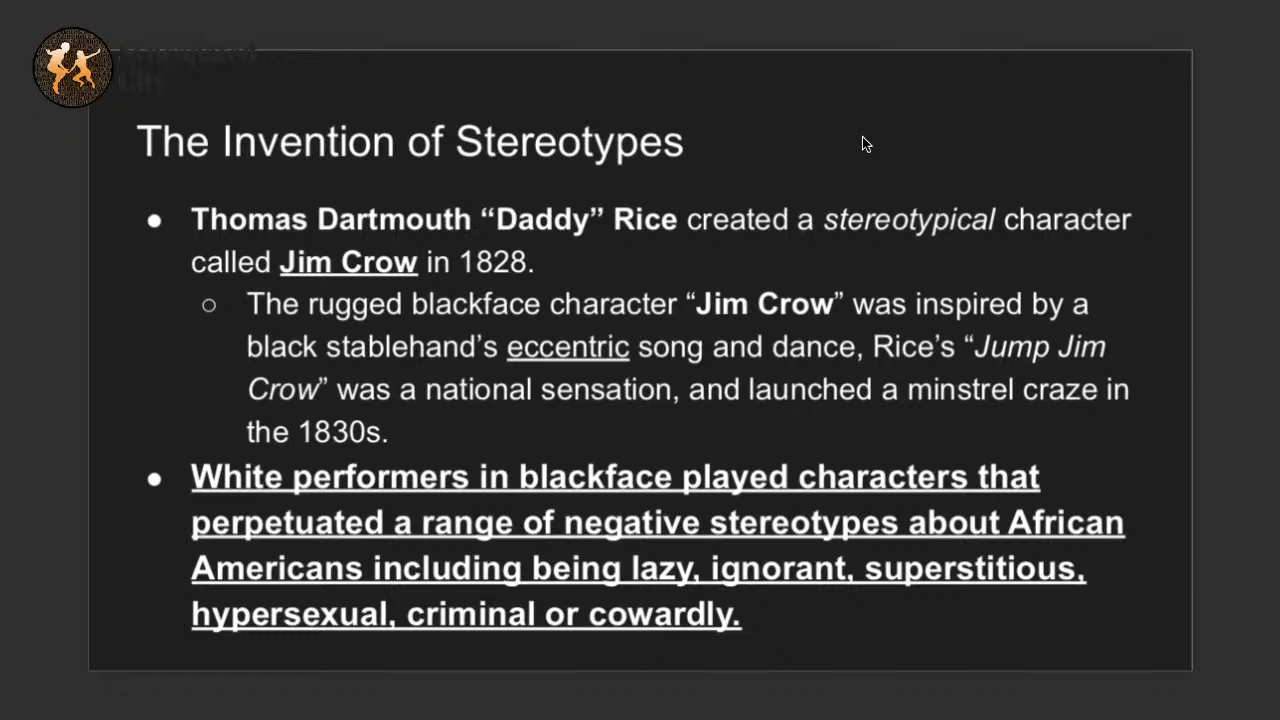 The Invention of Stereotypes
● Thomas Dartmouth “Daddy” Rice created a stereotypical character
called Jim Crow in 1828.
○ The rugged blackface character “Jim Crow” was inspired by a
black stablehand’s eccentric song and dance, Rice’s “Jump Jim
Crow” was a national sensation, and launched a minstrel craze in
the 1830s.
● White performers in blackface played characters that
perpetuated a range of negative stereotypes about African
Americans including being lazy, ignorant, superstitious,
hypersexual, criminal or cowardly.